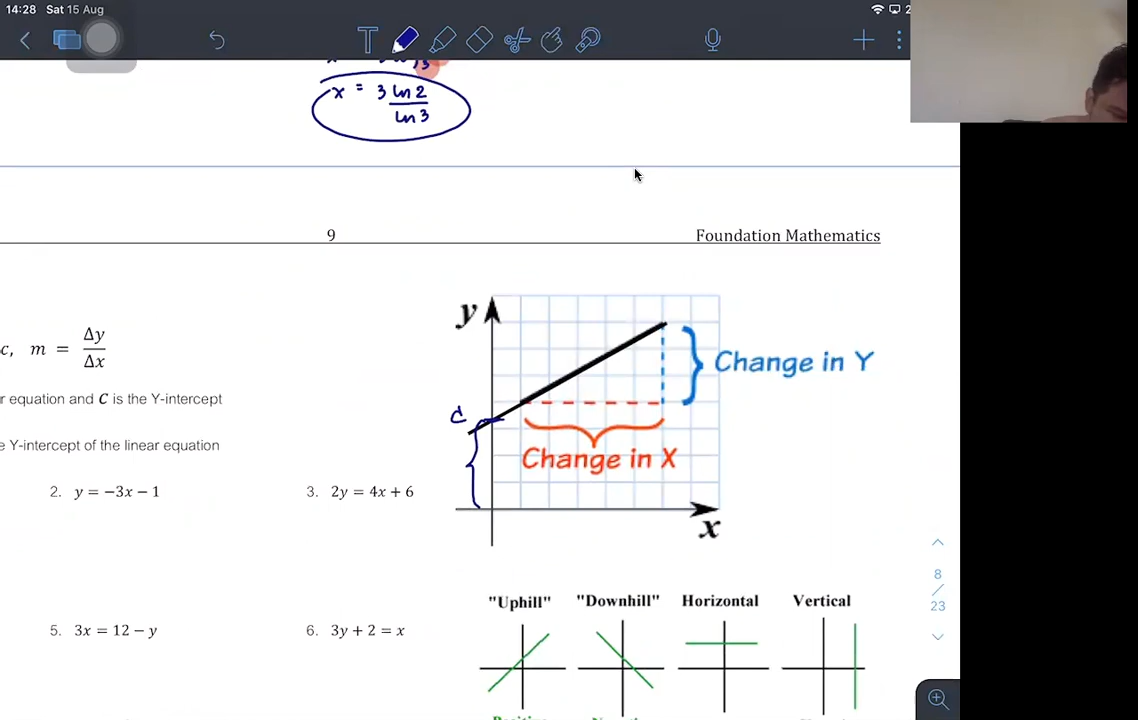 14:28 Sat 15 Aug
2
T
x = 3 ln 2
ln 3
9
Foundation Mathematics
y
c, m = Δy
Δx
Change in Y
r equation and C is the Y-intercept
C
e Y-intercept of the linear equation
Change in X
2. y = −3x − 1
3. 2y = 4x + 6
x
8
/
23
"Uphill" "Downhill" Horizontal Vertical
5. 3x = 12 − y
6. 3y + 2 = x